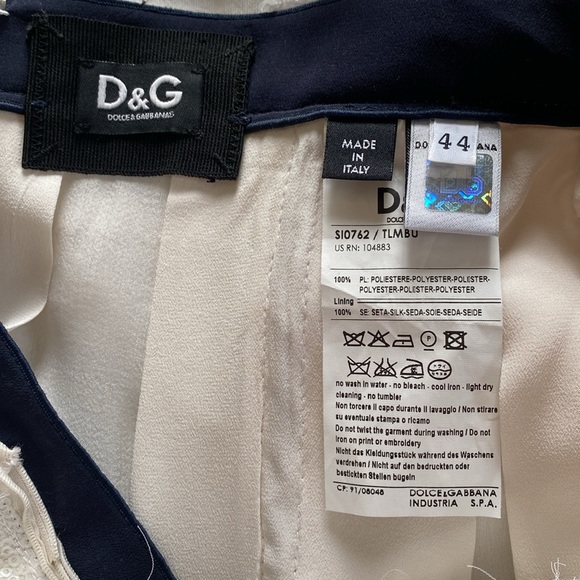 D&G
DOLCE & GABBANA
MADE
IN
ITALY
44
ANA
D
SI0762 / TLMBU
US RN: 104883
100% PL: POLIESTERE-POLYESTER-POLIESTER-
POLYESTER-POLYESTER-POLYESTER
Lining
100% SE: SETA-SILK-SEDA-SOIE-SEDA-SEIDE
P
no wash in water - no bleach - cool iron - light dry
cleaning - no tumbler
Non torcere il capo durante il lavaggio / Non stirare
su eventuale stampa o ricamo
Do not twist the garment during washing / Do not
iron on print or embroidery
Nicht das Kleidungsstück während des Waschens
verdrehen / Nicht auf den bedruckten oder
bestickten Stellen bügeln
CP: 91/08048
DOLCE&GABBANA
INDUSTRIA S.P.A.